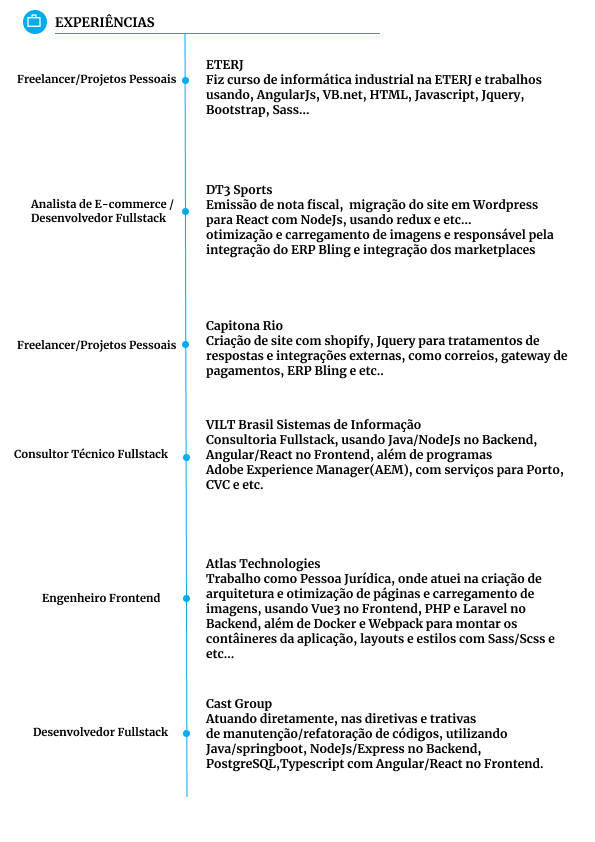 EXPERIÊNCIAS
Freelancer/Projetos Pessoais
ETERJ
Fiz curso de informática industrial na ETERJ e trabalhos
usando, AngularJs, VB.net, HTML, Javascript, Jquery,
Bootstrap, Sass...
Analista de E-commerce /
Desenvolvedor Fullstack
DT3 Sports
Emissão de nota fiscal, migração do site em Wordpress
para React com NodeJs, usando redux e etc...
otimização e carregamento de imagens e responsável pela
integração do ERP Bling e integração dos marketplaces
Freelancer/Projetos Pessoais
Capitona Rio
Criação de site com shopify, Jquery para tratamentos de
respostas e integrações externas, como correios, gateway de
pagamentos, ERP Bling e etc..
Consultor Técnico Fullstack
VILT Brasil Sistemas de Informação
Consultoria Fullstack, usando Java/NodeJs no Backend,
Angular/React no Frontend, além de programas
Adobe Experience Manager(AEM), com serviços para Porto,
CVC e etc.
Engenheiro Frontend
Atlas Technologies
Trabalho como Pessoa Jurídica, onde atuei na criação de
arquitetura e otimização de páginas e carregamento de
imagens, usando Vue3 no Frontend, PHP e Laravel no
Backend, além de Docker e Webpack para montar os
contâineres da aplicação, layouts e estilos com Sass/Scss e
etc...
Desenvolvedor Fullstack
Cast Group
Atuando diretamente, nas diretivas e trativas
de manutenção/refatoração de códigos, utilizando
Java/springboot, NodeJs/Express no Backend,
PostgreSQL,Typescript com Angular/React no Frontend.